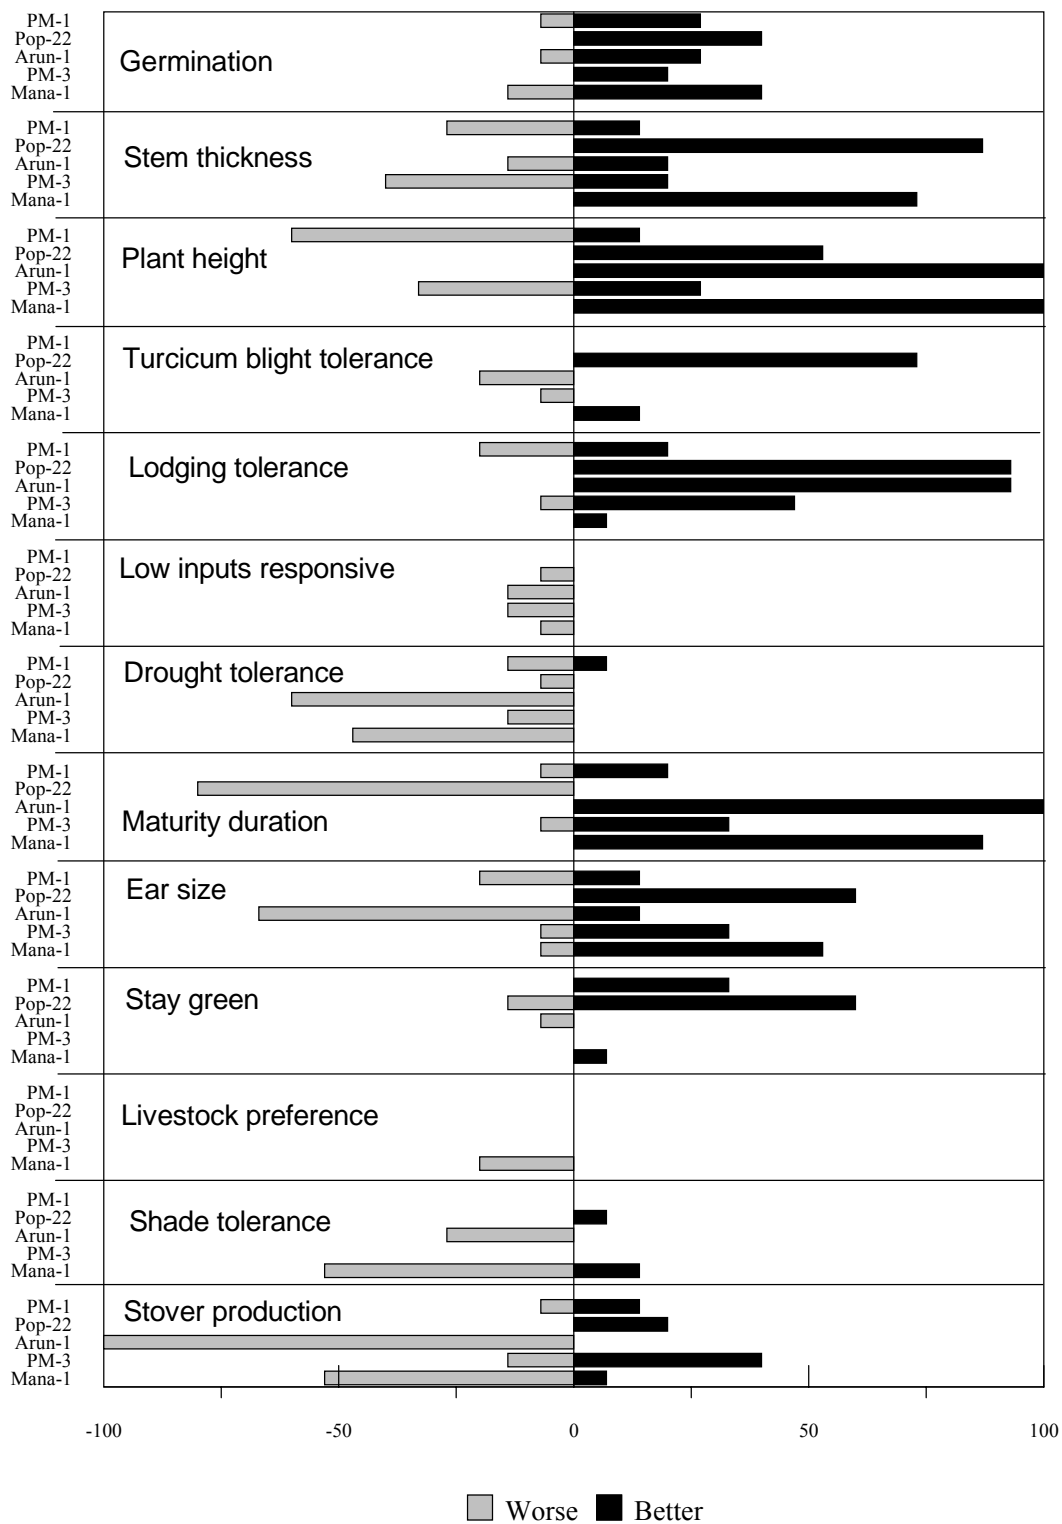 PM-1
Pop-22
Arun-1
PM-3
Mana-1
Germination
PM-1
Pop-22
Arun-1
PM-3
Mana-1
Stem thickness
PM-1
Pop-22
Arun-1
PM-3
Mana-1
Plant height
PM-1
Pop-22
Arun-1
PM-3
Mana-1
Turcicum blight tolerance
PM-1
Pop-22
Arun-1
PM-3
Mana-1
Lodging tolerance
PM-1
Pop-22
Arun-1
PM-3
Mana-1
Low inputs responsive
PM-1
Pop-22
Arun-1
PM-3
Mana-1
Drought tolerance
PM-1
Pop-22
Arun-1
PM-3
Mana-1
Maturity duration
PM-1
Pop-22
Arun-1
PM-3
Mana-1
Ear size
PM-1
Pop-22
Arun-1
PM-3
Mana-1
Stay green
PM-1
Pop-22
Arun-1
PM-3
Mana-1
Livestock preference
PM-1
Pop-22
Arun-1
PM-3
Mana-1
Shade tolerance
PM-1
Pop-22
Arun-1
PM-3
Mana-1
Stover production
-100 -50 0 50 100
Worse Better